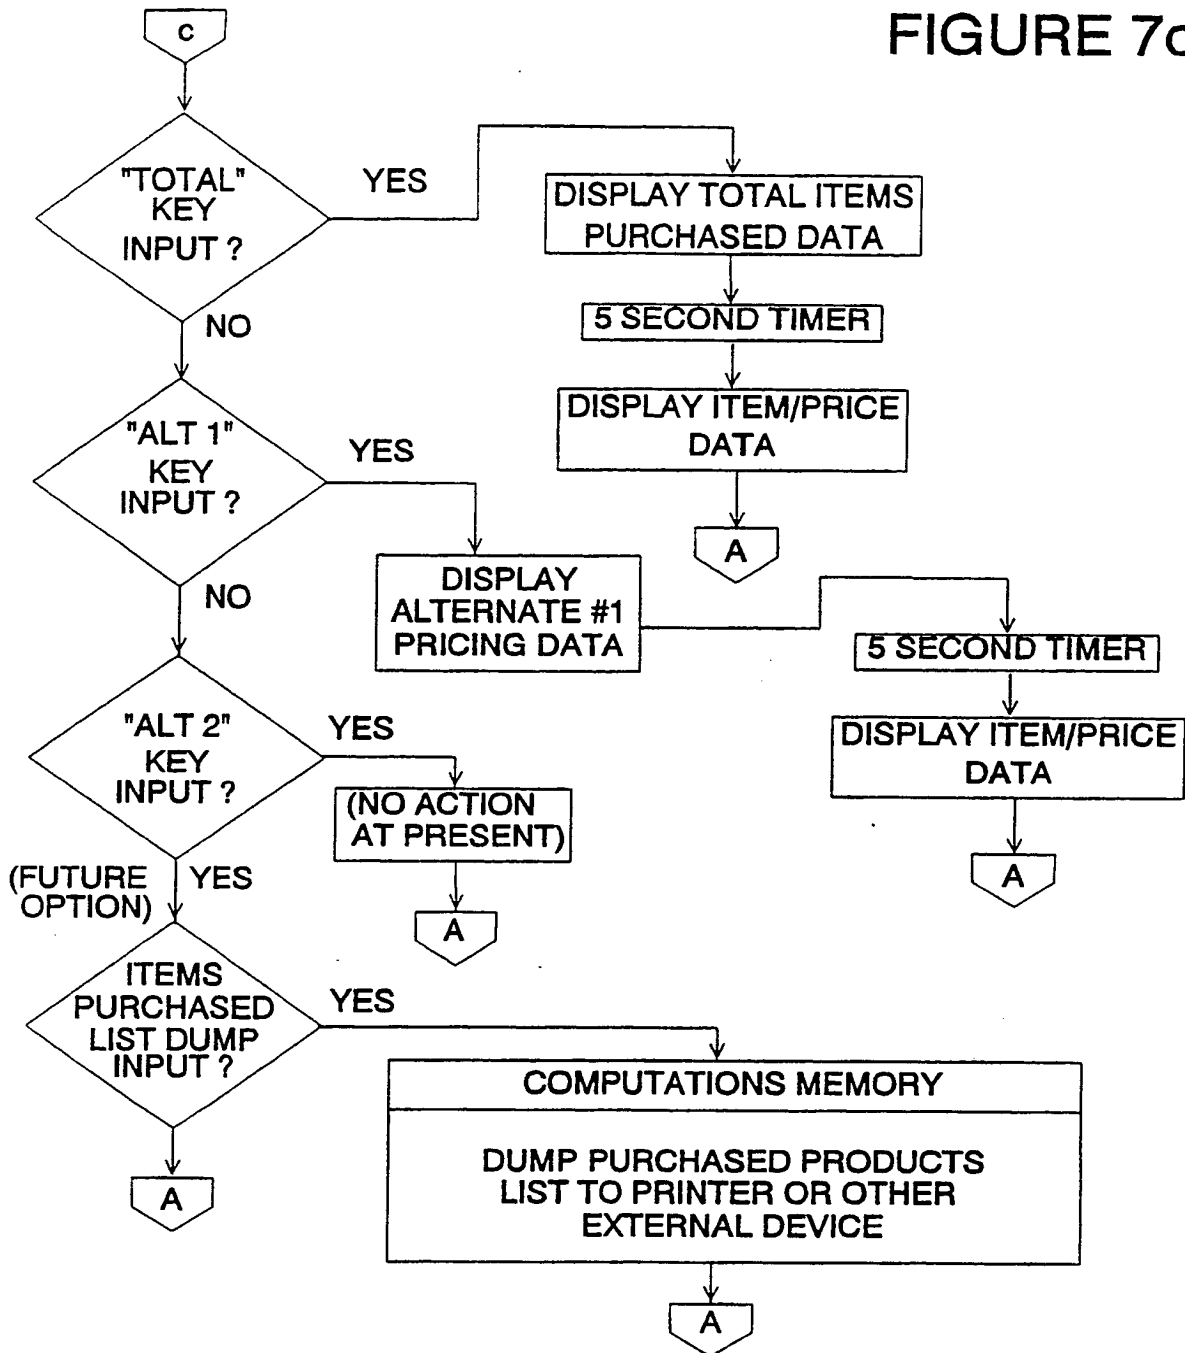 FIGURE 7c
C
"TOTAL"
KEY
INPUT ?
YES
NO
DISPLAY TOTAL ITEMS
PURCHASED DATA
5 SECOND TIMER
DISPLAY ITEM/PRICE
DATA
A
"ALT 1"
KEY
INPUT ?
YES
NO
DISPLAY
ALTERNATE #1
PRICING DATA
5 SECOND TIMER
DISPLAY ITEM/PRICE
DATA
A
"ALT 2"
KEY
INPUT ?
YES
(NO ACTION
AT PRESENT)
A
(FUTURE
OPTION)
YES
ITEMS
PURCHASED
LIST DUMP
INPUT ?
YES
A
COMPUTATIONS MEMORY
DUMP PURCHASED PRODUCTS
LIST TO PRINTER OR OTHER
EXTERNAL DEVICE
A